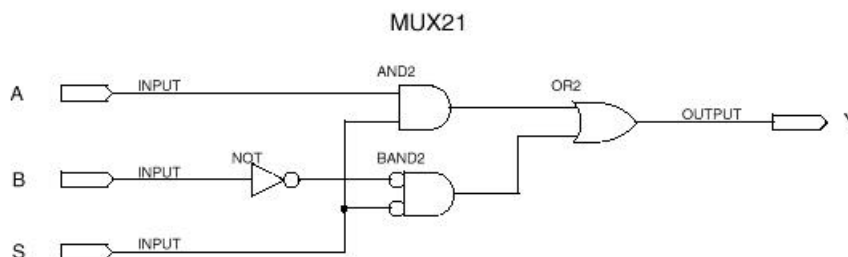 MUX21
AND2
OR2
A INPUT
OUTPUT Y
NOT BAND2
B INPUT
S INPUT